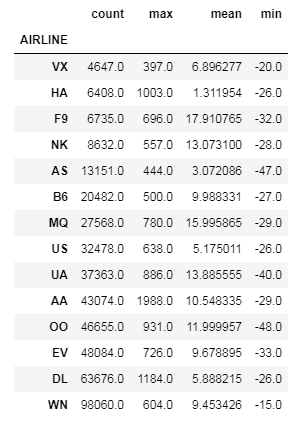 count max mean min
AIRLINE
VX 4647.0 397.0 6.896277 -20.0
HA 6408.0 1003.0 1.311954 -26.0
F9 6735.0 696.0 17.910765 -32.0
NK 8632.0 557.0 13.073100 -28.0
AS 13151.0 444.0 3.072086 -47.0
B6 20482.0 500.0 9.988331 -27.0
MQ 27568.0 780.0 15.995865 -29.0
US 32478.0 638.0 5.175011 -26.0
UA 37363.0 886.0 13.885555 -40.0
AA 43074.0 1988.0 10.548335 -29.0
OO 46655.0 931.0 11.999957 -48.0
EV 48084.0 726.0 9.678895 -33.0
DL 63676.0 1184.0 5.888215 -26.0
WN 98060.0 604.0 9.453426 -15.0